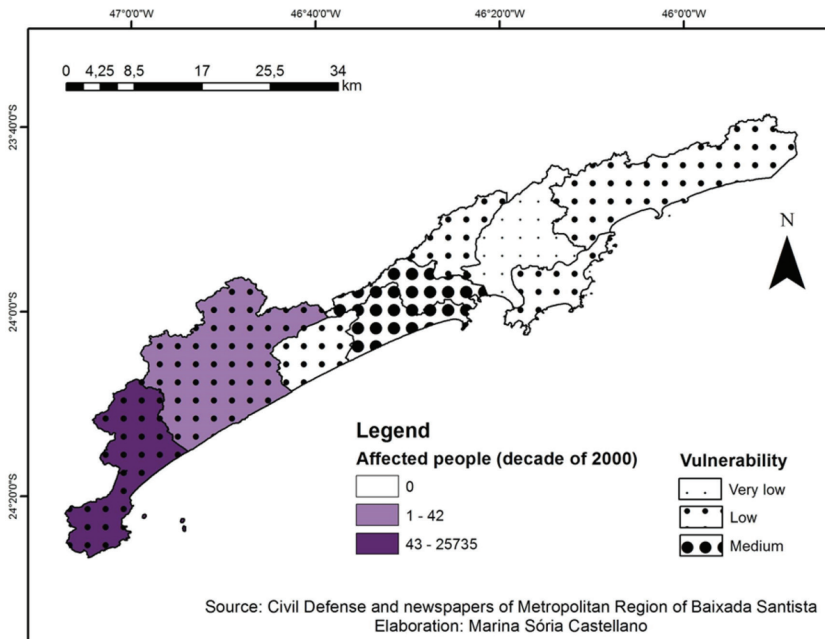 47°0'0"W 46°40'0"W 46°20'0"W 46°0'0"W
0 4,25 8,5 17 25,5 34
km
23°40'0"S
N
24°0'0"S
24°20'0"S
Legend
Affected people (decade of 2000)
0
1 - 42
43 - 25735
Vulnerability
Very low
Low
Medium
Source: Civil Defense and newspapers of Metropolitan Region of Baixada Santista
Elaboration: Marina Sória Castellano